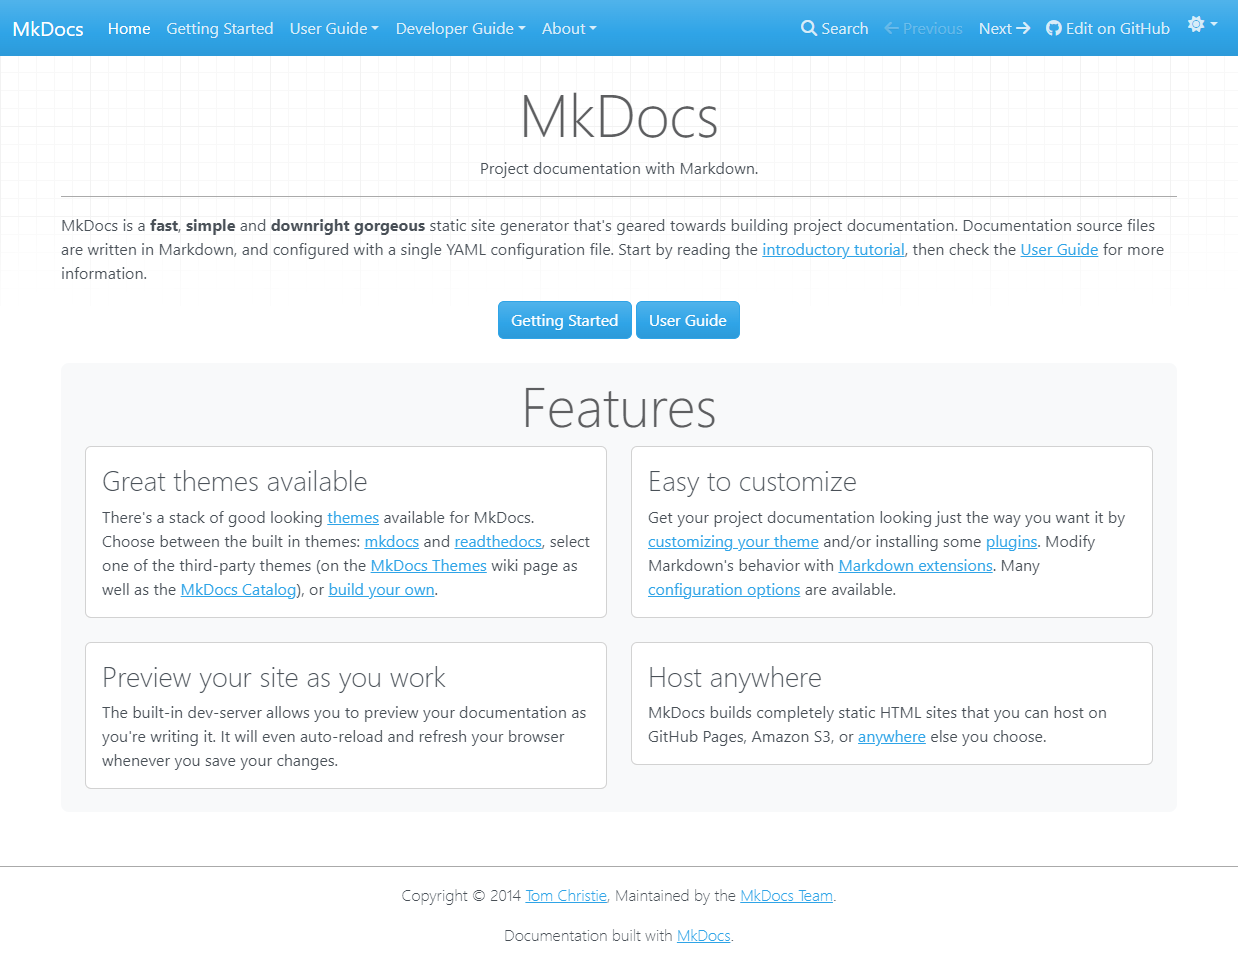 MkDocs Home Getting Started User Guide Developer Guide About Search Previous Next Edit on GitHub
MkDocs
Project documentation with Markdown.
MkDocs is a fast, simple and downright gorgeous static site generator that's geared towards building project documentation. Documentation source files
are written in Markdown, and configured with a single YAML configuration file. Start by reading the introductory tutorial, then check the User Guide for more
information.
Getting Started User Guide
Features
Great themes available
There's a stack of good looking themes available for MkDocs.
Choose between the built in themes: mkdocs and readthedocs, select
one of the third-party themes (on the MkDocs Themes wiki page as
well as the MkDocs Catalog), or build your own.
Easy to customize
Get your project documentation looking just the way you want it by
customizing your theme and/or installing some plugins. Modify
Markdown's behavior with Markdown extensions. Many
configuration options are available.
Preview your site as you work
The built-in dev-server allows you to preview your documentation as
you're writing it. It will even auto-reload and refresh your browser
whenever you save your changes.
Host anywhere
MkDocs builds completely static HTML sites that you can host on
GitHub Pages, Amazon S3, or anywhere else you choose.
Copyright © 2014 Tom Christie, Maintained by the MkDocs Team.
Documentation built with MkDocs.